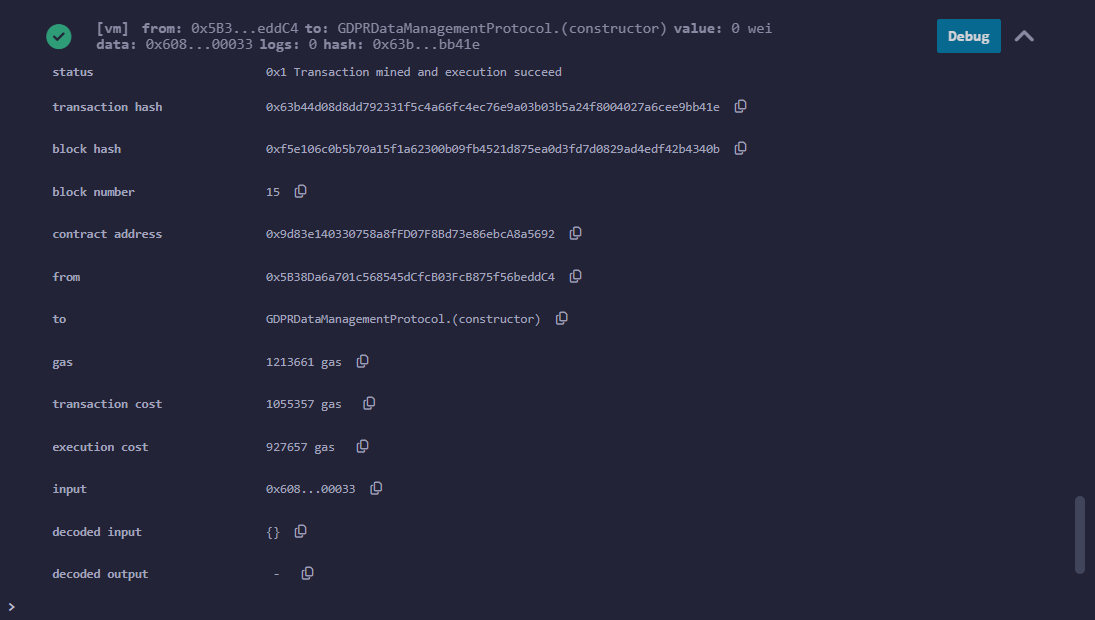 [vm] from: 0x5B3...eddC4 to: GDPRDataManagementProtocol.(constructor) value: 0 wei
data: 0x608...00033 logs: 0 hash: 0x63b...bb41e
Debug
status 0x1 Transaction mined and execution succeed
transaction hash 0x63b44d08d8dd792331f5c4a66fc4ec76e9a03b03b5a24f8004027a6cee9bb41e
block hash 0xf5e106c0b5b70a15f1a62300b09fb4521d875ea0d3fd7d0829ad4edf42b4340b
block number 15
contract address 0x9d83e140330758a8fFD07F8Bd73e86ebcA8a5692
from 0x5B38Da6a701c568545dCfcB03FcB875f56beddC4
to GDPRDataManagementProtocol.(constructor)
gas 1213661 gas
transaction cost 1055357 gas
execution cost 927657 gas
input 0x608...00033
decoded input {}
decoded output -
>